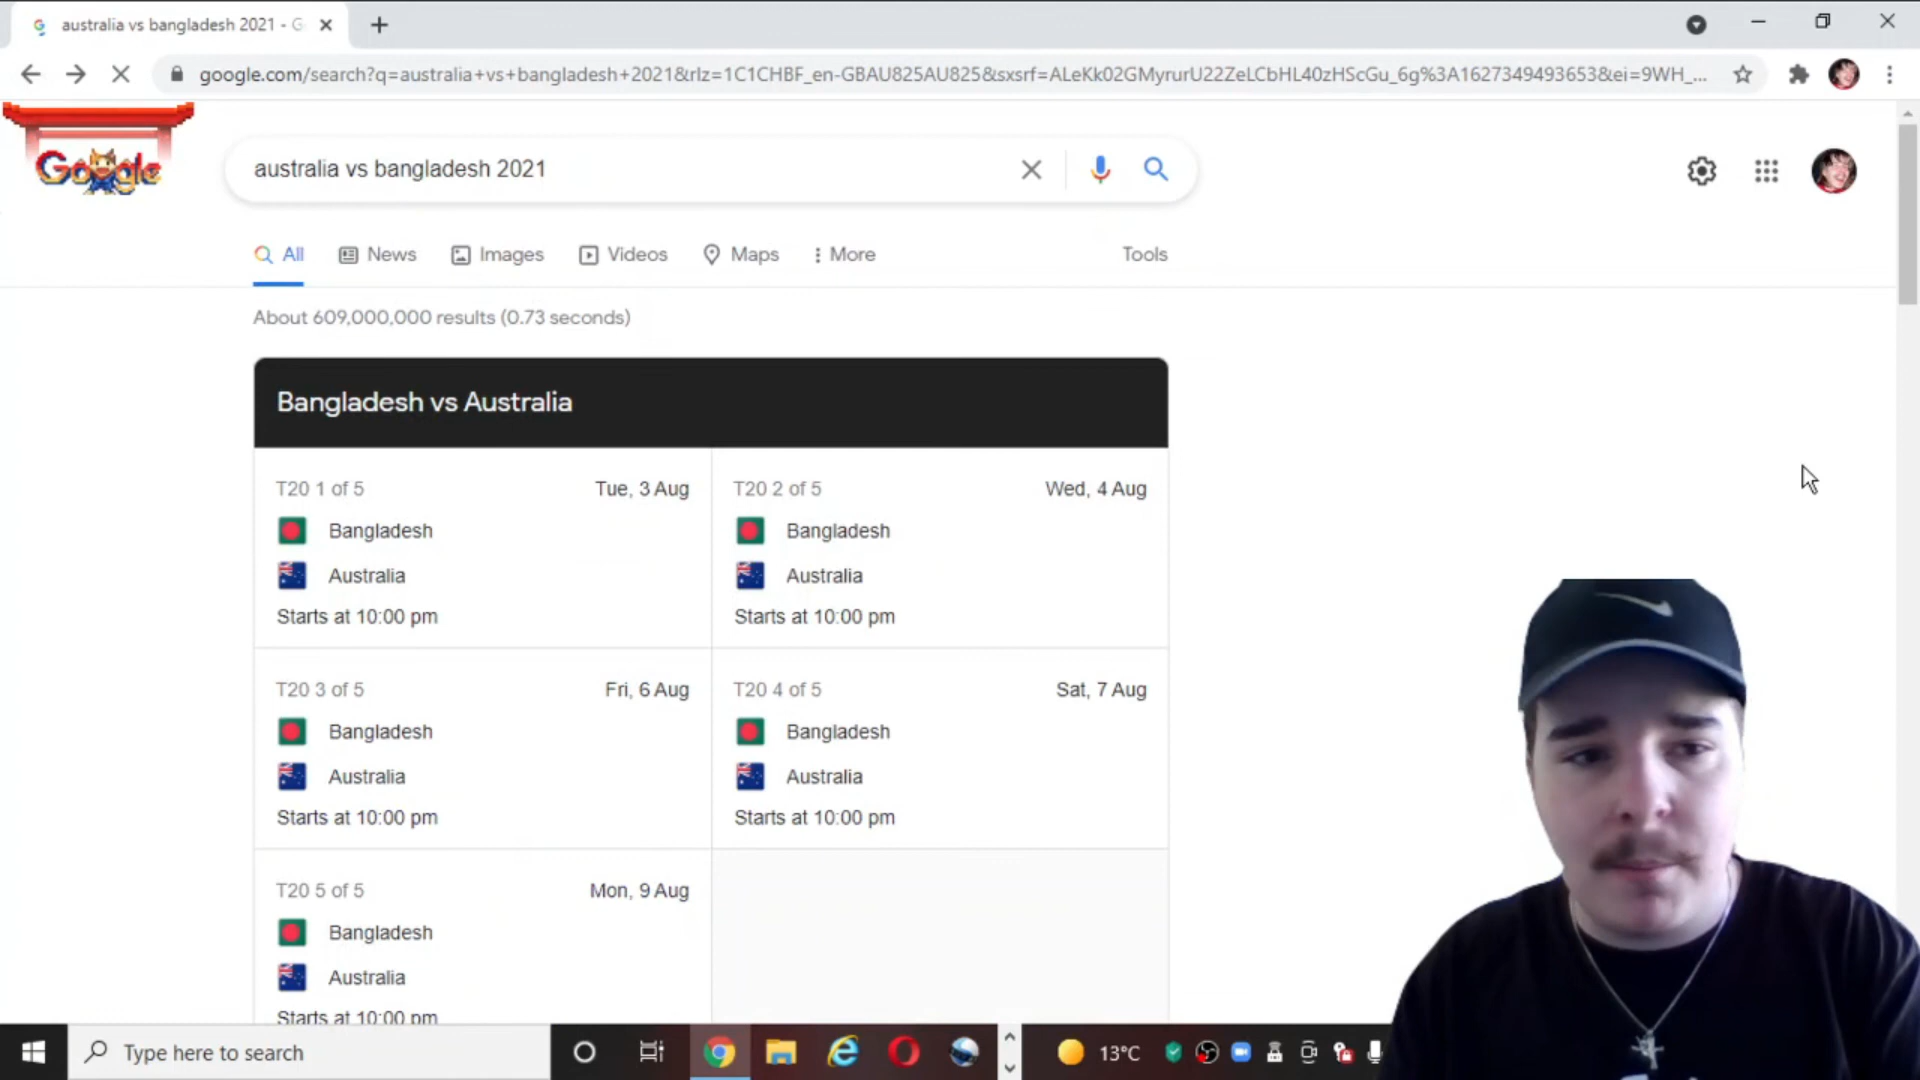 australia vs bangladesh 2021 - G
google.com/search?q=australia+vs+bangladesh+2021&rlz=1C1CHBF_en-GBAU825AU825&sxsrf=ALeKk02GMyrurU22ZeLCbHL40zHScGu_6g%3A1627349493653&ei=9WH_...
Google
australia vs bangladesh 2021
All News Images Videos Maps More Tools
About 609,000,000 results (0.73 seconds)
Bangladesh vs Australia
T20 1 of 5 Tue, 3 Aug
Bangladesh
Australia
Starts at 10:00 pm
T20 2 of 5 Wed, 4 Aug
Bangladesh
Australia
Starts at 10:00 pm
T20 3 of 5 Fri, 6 Aug
Bangladesh
Australia
Starts at 10:00 pm
T20 4 of 5 Sat, 7 Aug
Bangladesh
Australia
Starts at 10:00 pm
T20 5 of 5 Mon, 9 Aug
Bangladesh
Australia
Starts at 10:00 pm
Type here to search
13°C